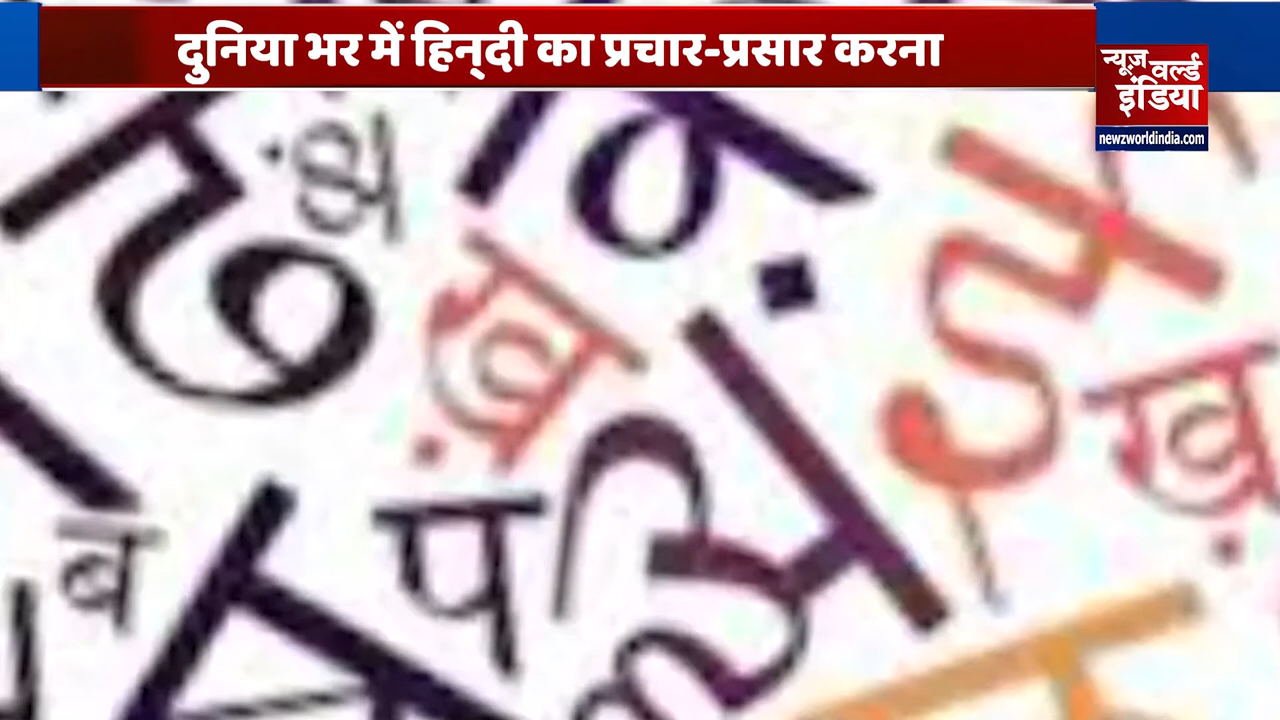 दुनिया भर में हिन्दी का प्रचार-प्रसार करना
न्यूज़ वर्ल्ड
इंडिया
newzworldindia.com
ढ
ख़
ई
ख़
प
ब